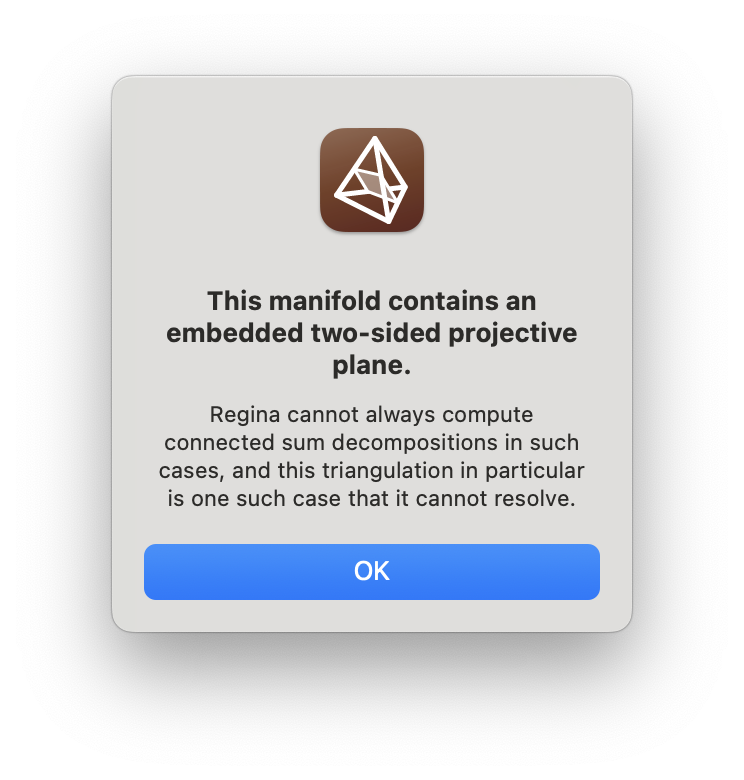 This manifold contains an
embedded two-sided projective
plane.
Regina cannot always compute
connected sum decompositions in such
cases, and this triangulation in particular
is one such case that it cannot resolve.
OK